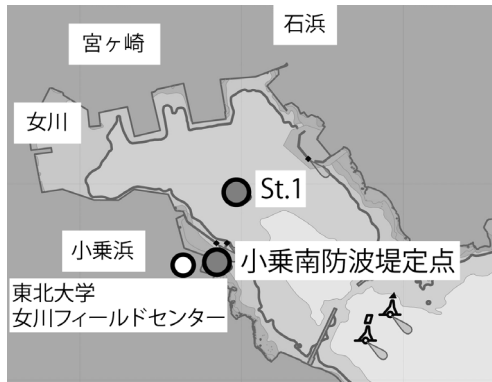 石浜
宮ヶ崎
女川
St.1
小乗浜
小乗南防波堤定点
東北大学
女川フィールドセンター